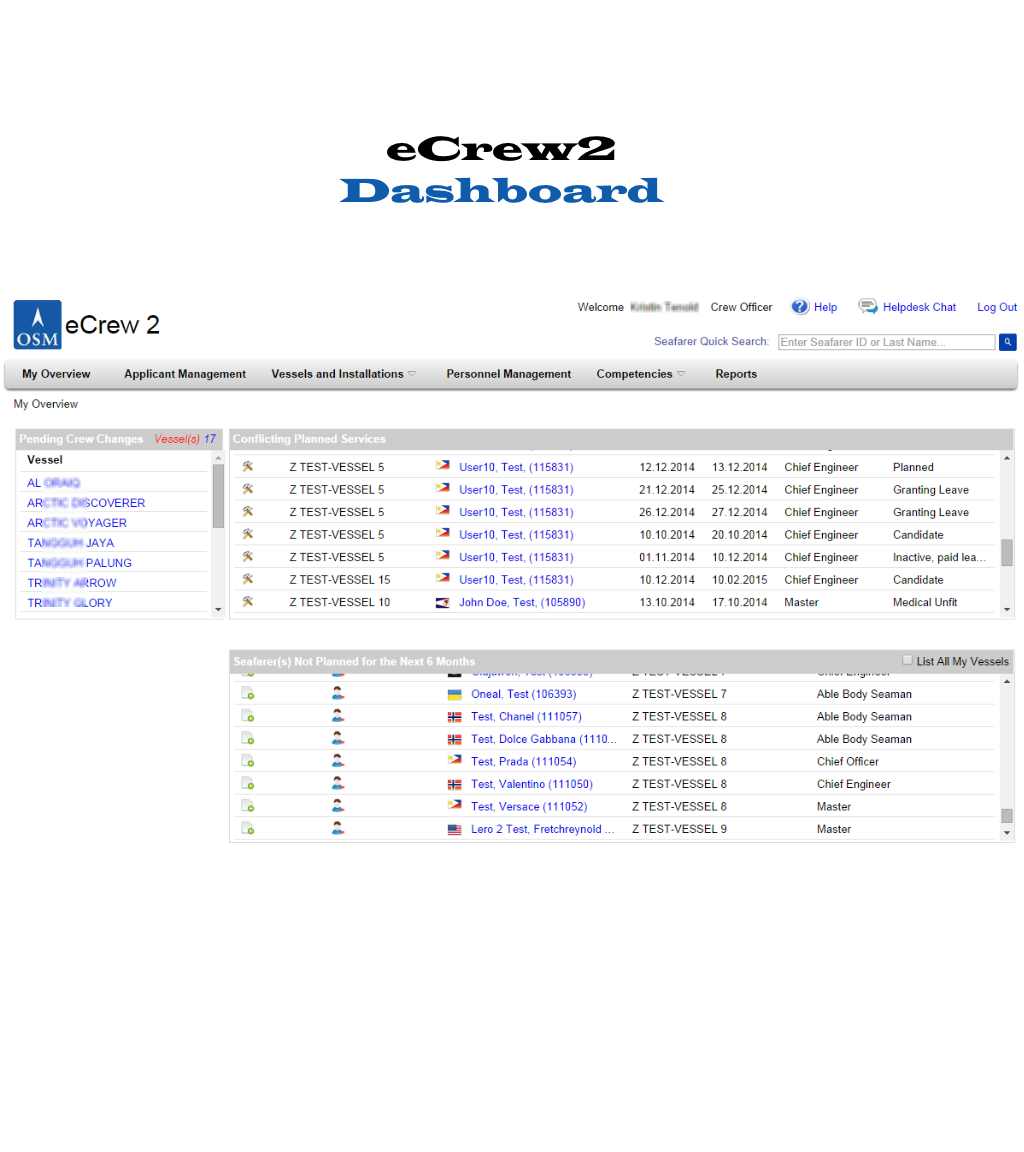 eCrew2
Dashboard
Welcome Crew Officer Help Helpdesk Chat Log Out
OSM eCrew 2
Seafarer Quick Search: Enter Seafarer ID or Last Name...
My Overview Applicant Management Vessels and Installations Personnel Management Competencies Reports
My Overview
Pending Crew Changes Vessel(s) 17
Vessel
AL
ARCTIC DISCOVERER
ARCTIC VOYAGER
TANGGUH JAYA
TANGGUH PALUNG
TRINITY ARROW
TRINITY GLORY
Conflicting Planned Services
Z TEST-VESSEL 5 User10, Test, (115831) 12.12.2014 13.12.2014 Chief Engineer Planned
Z TEST-VESSEL 5 User10, Test, (115831) 21.12.2014 25.12.2014 Chief Engineer Granting Leave
Z TEST-VESSEL 5 User10, Test, (115831) 26.12.2014 27.12.2014 Chief Engineer Granting Leave
Z TEST-VESSEL 5 User10, Test, (115831) 10.10.2014 20.10.2014 Chief Engineer Candidate
Z TEST-VESSEL 5 User10, Test, (115831) 01.11.2014 10.12.2014 Chief Engineer Inactive, paid lea...
Z TEST-VESSEL 15 User10, Test, (115831) 10.12.2014 10.02.2015 Chief Engineer Candidate
Z TEST-VESSEL 10 John Doe, Test, (105890) 13.10.2014 17.10.2014 Master Medical Unfit
Seafarer(s) Not Planned for the Next 6 Months List All My Vessels
Oneal, Test (106393) Z TEST-VESSEL 7 Able Body Seaman
Test, Chanel (111057) Z TEST-VESSEL 8 Able Body Seaman
Test, Dolce Gabbana (1110... Z TEST-VESSEL 8 Able Body Seaman
Test, Prada (111054) Z TEST-VESSEL 8 Chief Officer
Test, Valentino (111050) Z TEST-VESSEL 8 Chief Engineer
Test, Versace (111052) Z TEST-VESSEL 8 Master
Lero 2 Test, Fretchreynold ... Z TEST-VESSEL 9 Master